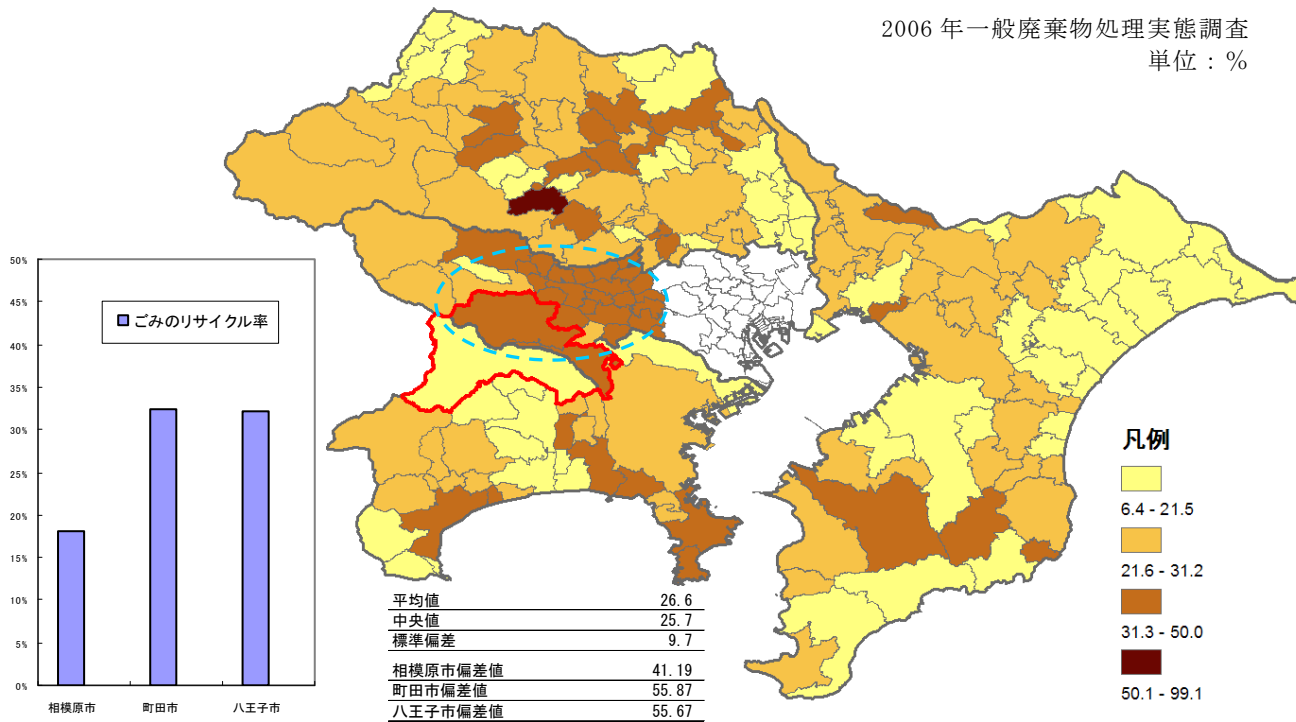 2006 年一般廃棄物処理実態調査
単位：％
50%
45%
40%
35%
30%
25%
20%
15%
10%
5%
0%
ごみのリサイクル率
相模原市 町田市 八王子市
平均値 26.6
中央値 25.7
標準偏差 9.7
相模原市偏差値 41.19
町田市偏差値 55.87
八王子市偏差値 55.67
凡例
6.4 - 21.5
21.6 - 31.2
31.3 - 50.0
50.1 - 99.1